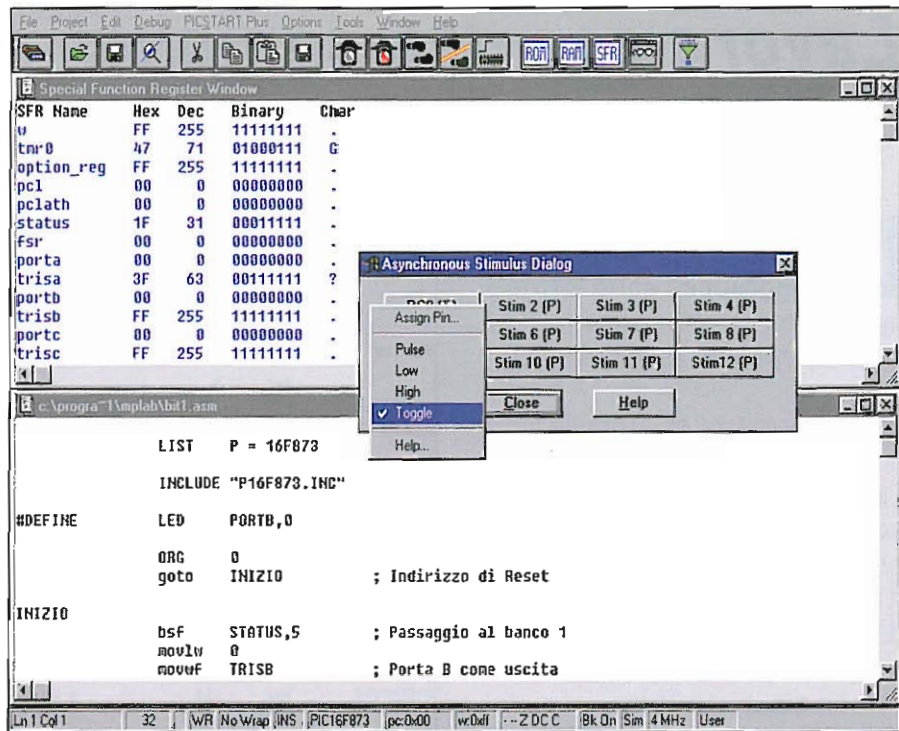 File Project Edit Debug PICSTART Plus Options Tools Window Help
ROM RAM SFR
Special Function Register Window
SFR Name Hex Dec Binary Char
w FF 255 11111111 .
tmr0 47 71 01000111 G
option_reg FF 255 11111111 .
pcl 00 0 00000000 .
pclath 00 0 00000000 .
status 1F 31 00011111 .
fsr 00 0 00000000 .
porta 00 0 00000000 .
trisa 3F 63 00111111 ?
portb 00 0 00000000 .
trisb FF 255 11111111 .
portc 00 0 00000000 .
trisc FF 255 11111111 .
Asynchronous Stimulus Dialog
Stim 2 (P) Stim 3 (P) Stim 4 (P)
Stim 6 (P) Stim 7 (P) Stim 8 (P)
Stim 10 (P) Stim 11 (P) Stim12 (P)
Close Help
Assign Pin...
Pulse
Low
High
Toggle
Help...
c:\progra~1\mplab\bit1.asm
LIST P = 16F873
INCLUDE "P16F873.INC"
#DEFINE LED PORTB,0
ORG 0
goto INIZIO ; Indirizzo di Reset
INIZIO
bsf STATUS,5 ; Passaggio al banco 1
movlw 0
movwf TRISB ; Porta B come uscita
Ln 1 Col 1 32 WR No Wrap INS PIC16F873 pc:0x00 w:0xff - -- Z DC C Bk On Sim 4 MHz User